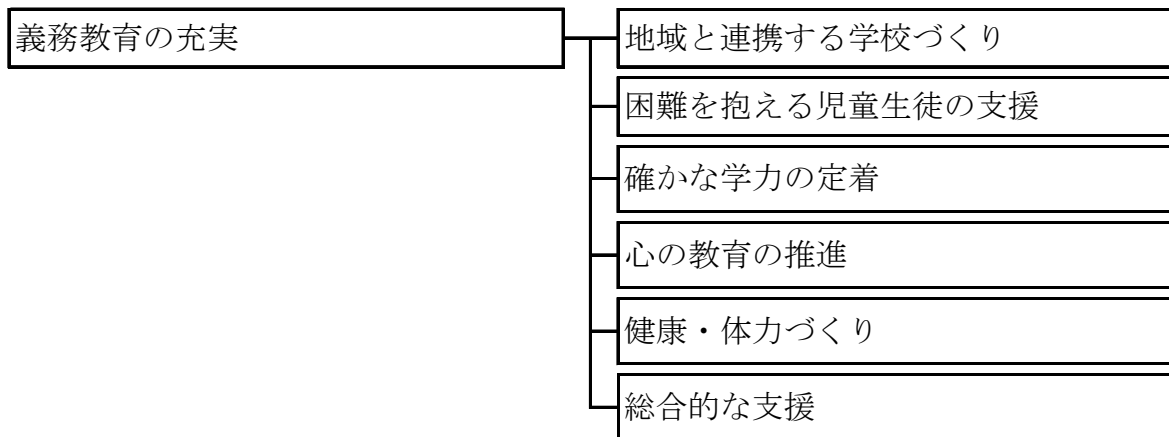 義務教育の充実
地域と連携する学校づくり
困難を抱える児童生徒の支援
確かな学力の定着
心の教育の推進
健康・体力づくり
総合的な支援